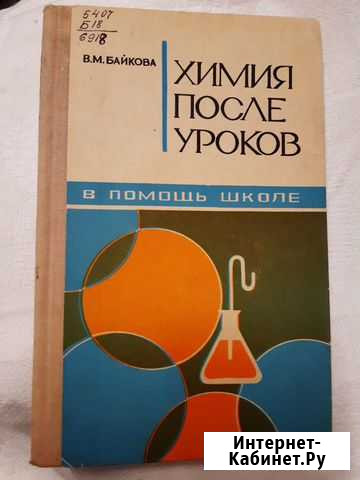 5407
Б18
6918
В.М. БАЙКОВА
ХИМИЯ
ПОСЛЕ
УРОКОВ
В ПОМОЩЬ ШКОЛЕ
Интернет-
Кабинет.Ру